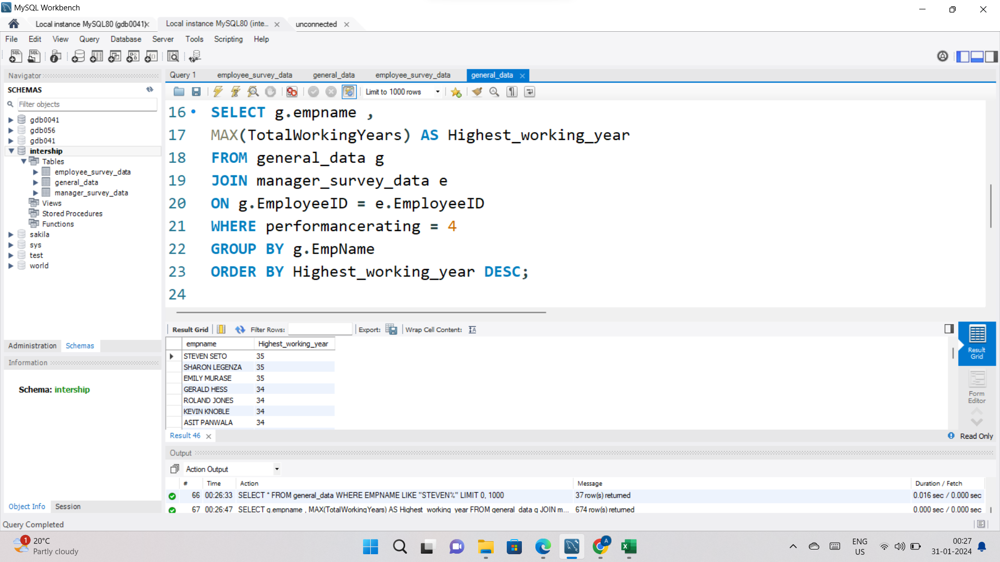 MySQL Workbench
Local instance MySQL80 (gdb0041)
Local instance MySQL80 (inte...
unconnected
File Edit View Query Database Server Tools Scripting Help
Navigator
Query 1 employee_survey_data general_data employee_survey_data general_data
SCHEMAS
Limit to 1000 rows
Filter objects
gdb0041
gdb056
gdb041
intership
Tables
employee_survey_data
general_data
manager_survey_data
Views
Stored Procedures
Functions
sakila
sys
test
world
16 SELECT g.empname ,
17 MAX(TotalWorkingYears) AS Highest_working_year
18 FROM general_data g
19 JOIN manager_survey_data e
20 ON g.EmployeeID = e.EmployeeID
21 WHERE performancerating = 4
22 GROUP BY g.EmpName
23 ORDER BY Highest_working_year DESC;
24
Administration Schemas
Information
Schema: intership
Object Info Session
Result Grid Filter Rows: Export: Wrap Cell Content:
empname Highest_working_year
STEVEN SETO 35
SHARON LEGENZA 35
EMILY MURASE 35
GERALD HESS 34
ROLAND JONES 34
KEVIN KNOBLE 34
ASIT PANWALA 34
Result Grid
Form Editor
Result 46
Read Only
Output
Action Output
# Time Action Message Duration / Fetch
66 00:26:33 SELECT * FROM general_data WHERE EMPNAME LIKE "STEVEN%" LIMIT 0, 1000 37 row(s) returned 0.016 sec / 0.000 sec
67 00:26:47 SELECT g.empname , MAX(TotalWorkingYears) AS Highest_working_year FROM general_data g JOIN m... 674 row(s) returned 0.000 sec / 0.000 sec
Query Completed
1
20°C
Partly cloudy
A
ENG
US
00:27
31-01-2024